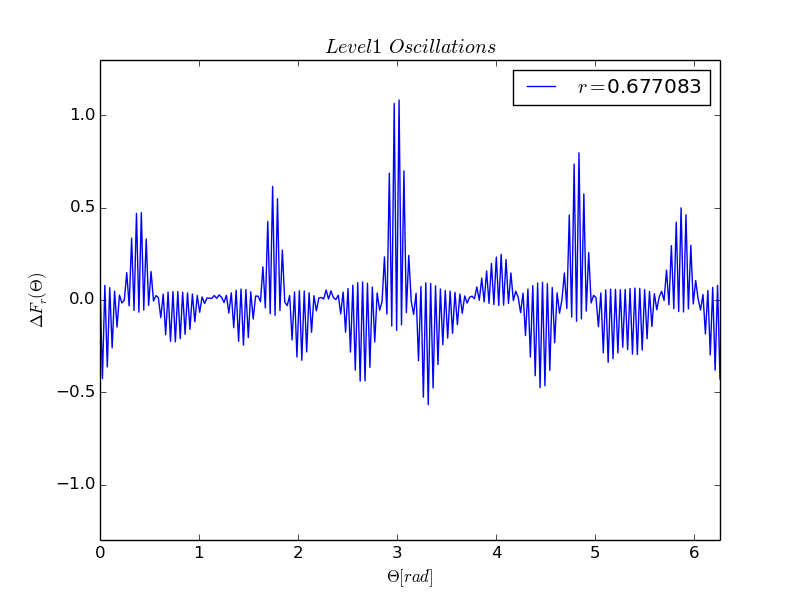 Level1 Oscillations
r=0.677083
1.0
0.5
0.0
−0.5
−1.0
ΔF_r(Θ)
0 1 2 3 4 5 6
Θ[rad]